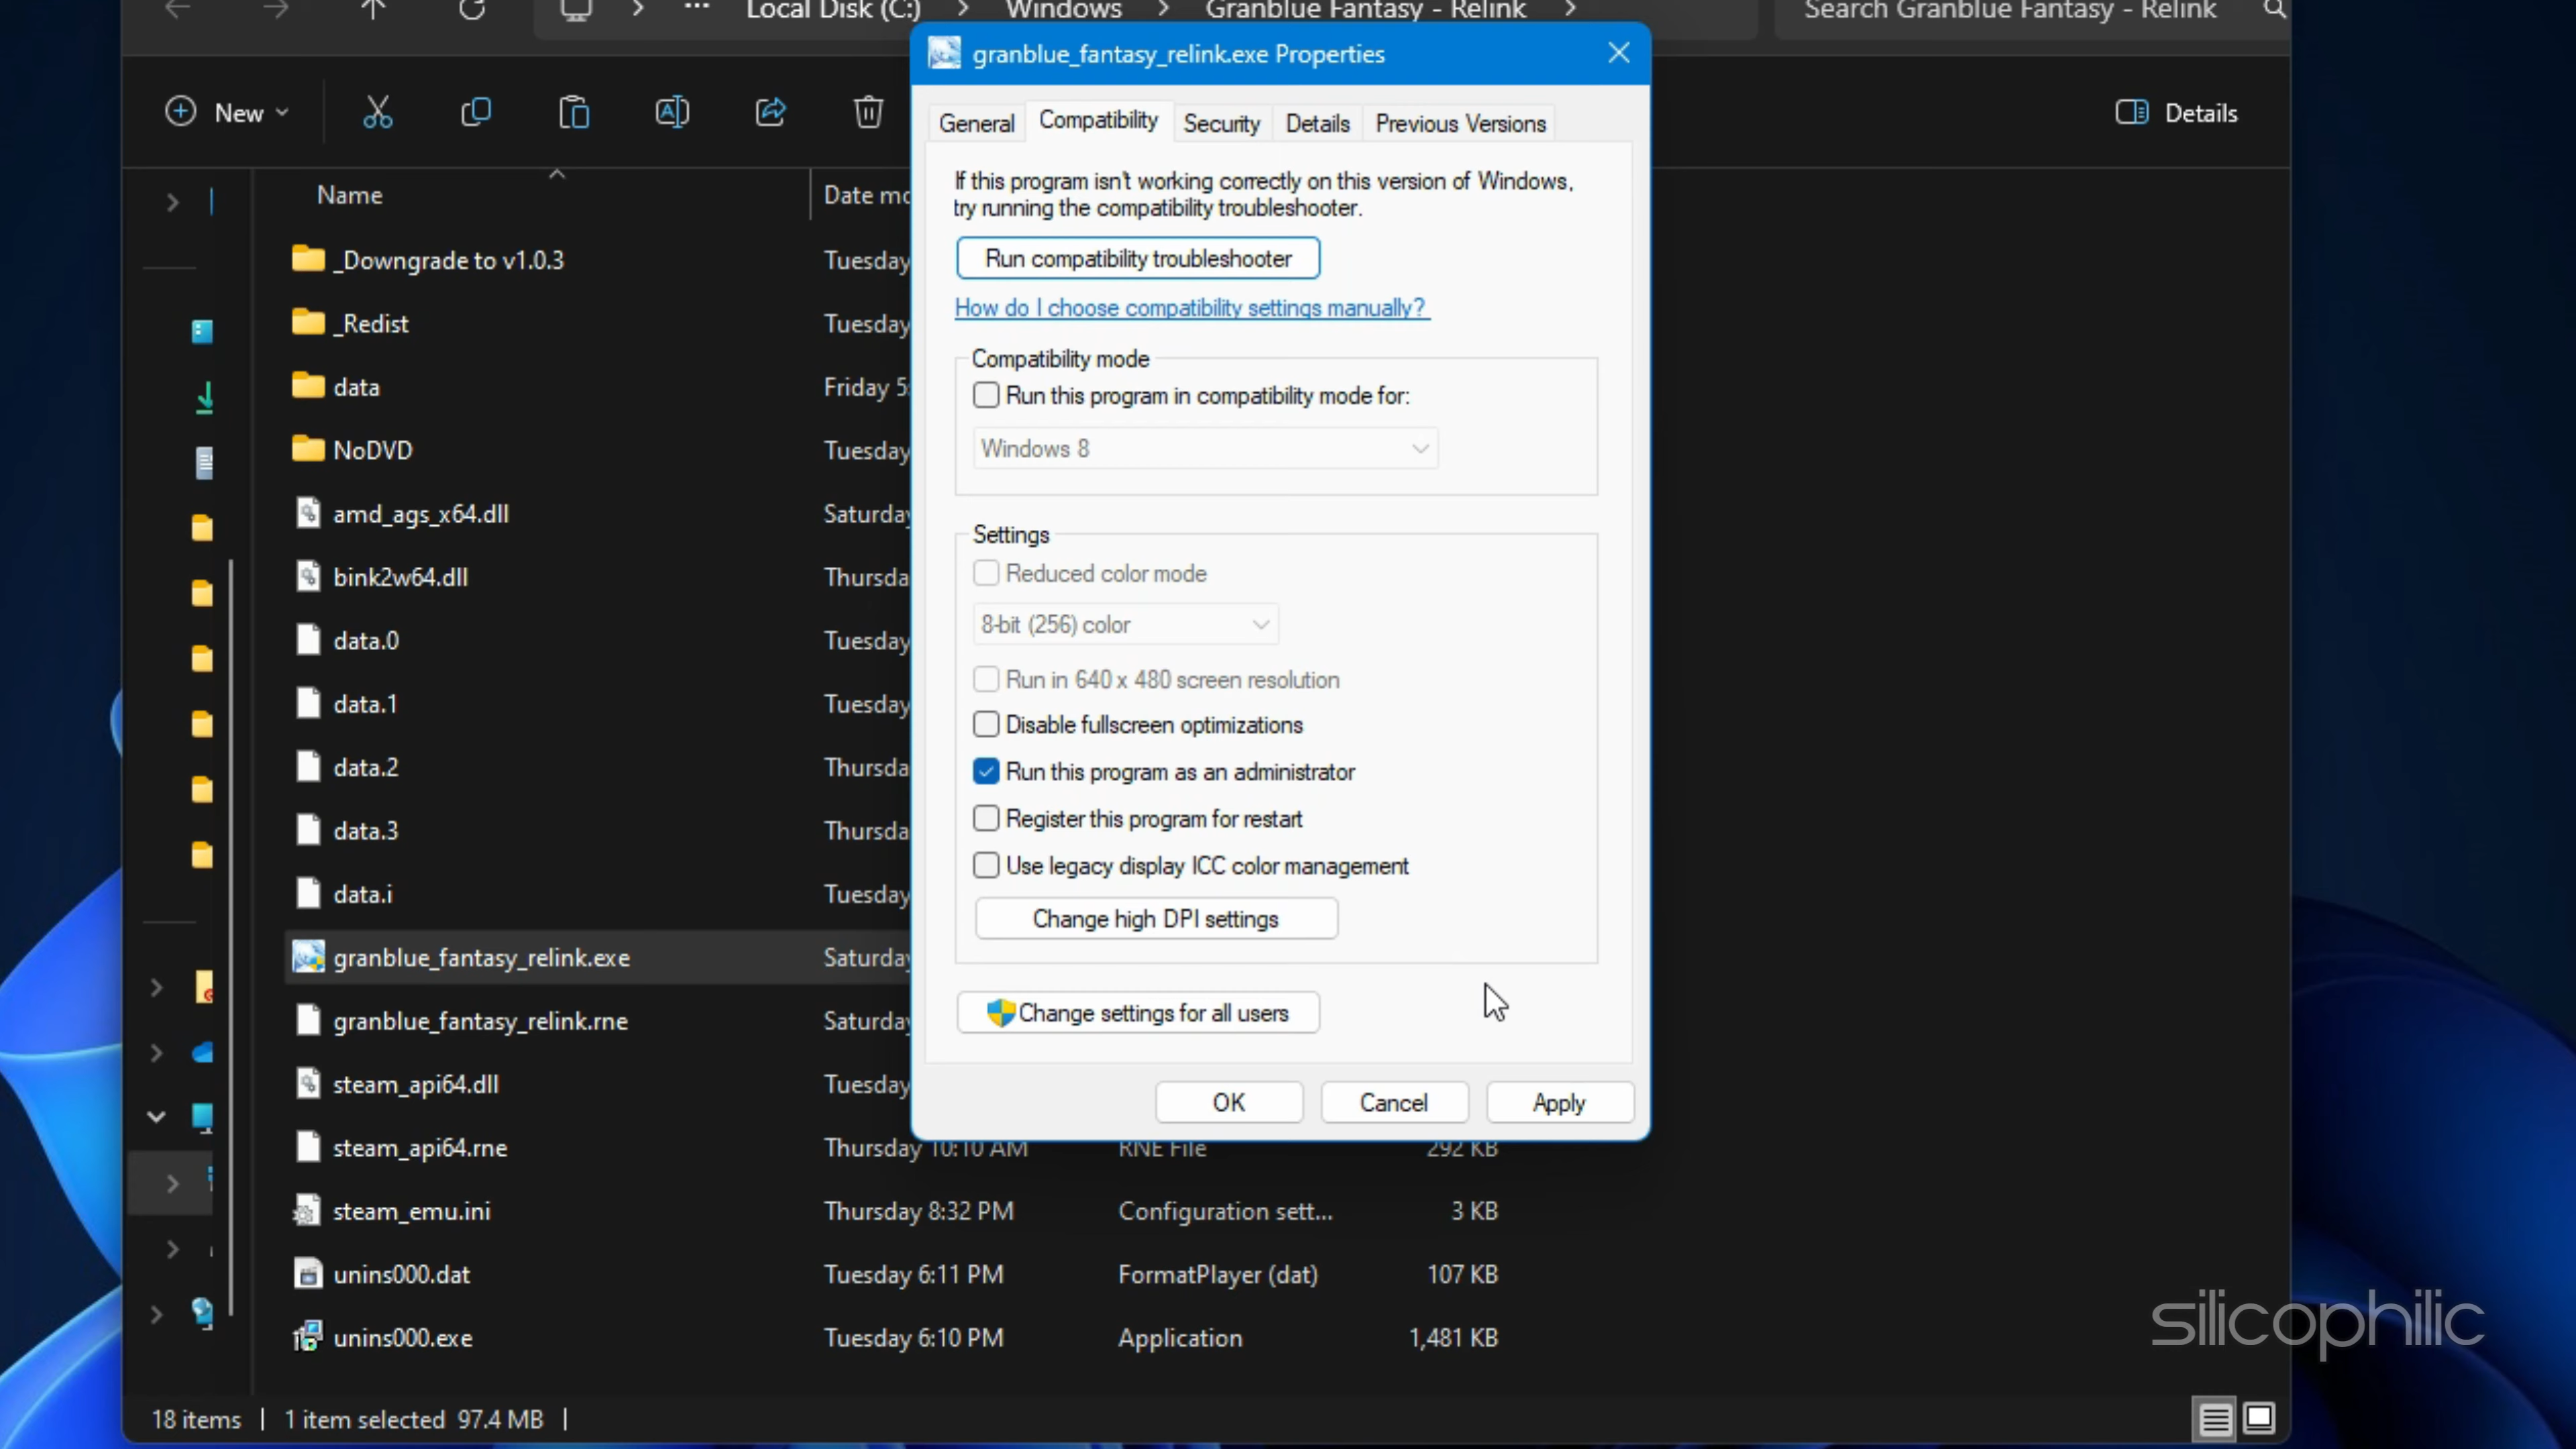 Local Disk (C:) > Windows > Granblue Fantasy - Relink >
Search Granblue Fantasy - Relink
New
Details
Name
Date mo
_Downgrade to v1.0.3
Tuesday
_Redist
Tuesday
data
Friday 5:
NoDVD
Tuesday
amd_ags_x64.dll
Saturday
bink2w64.dll
Thursda
data.0
Tuesday
data.1
Tuesday
data.2
Thursda
data.3
Thursda
data.i
Tuesday
granblue_fantasy_relink.exe
Saturday
granblue_fantasy_relink.rne
Saturday
steam_api64.dll
Tuesday
steam_api64.rne
Thursday 10:10 AM
RNE File
292 KB
steam_emu.ini
Thursday 8:32 PM
Configuration sett...
3 KB
unins000.dat
Tuesday 6:11 PM
FormatPlayer (dat)
107 KB
unins000.exe
Tuesday 6:10 PM
Application
1,481 KB
18 items | 1 item selected 97.4 MB |
granblue_fantasy_relink.exe Properties
General
Compatibility
Security
Details
Previous Versions
If this program isn't working correctly on this version of Windows,
try running the compatibility troubleshooter.
Run compatibility troubleshooter
How do I choose compatibility settings manually?
Compatibility mode
Run this program in compatibility mode for:
Windows 8
Settings
Reduced color mode
8-bit (256) color
Run in 640 x 480 screen resolution
Disable fullscreen optimizations
Run this program as an administrator
Register this program for restart
Use legacy display ICC color management
Change high DPI settings
Change settings for all users
OK
Cancel
Apply
silicophilic